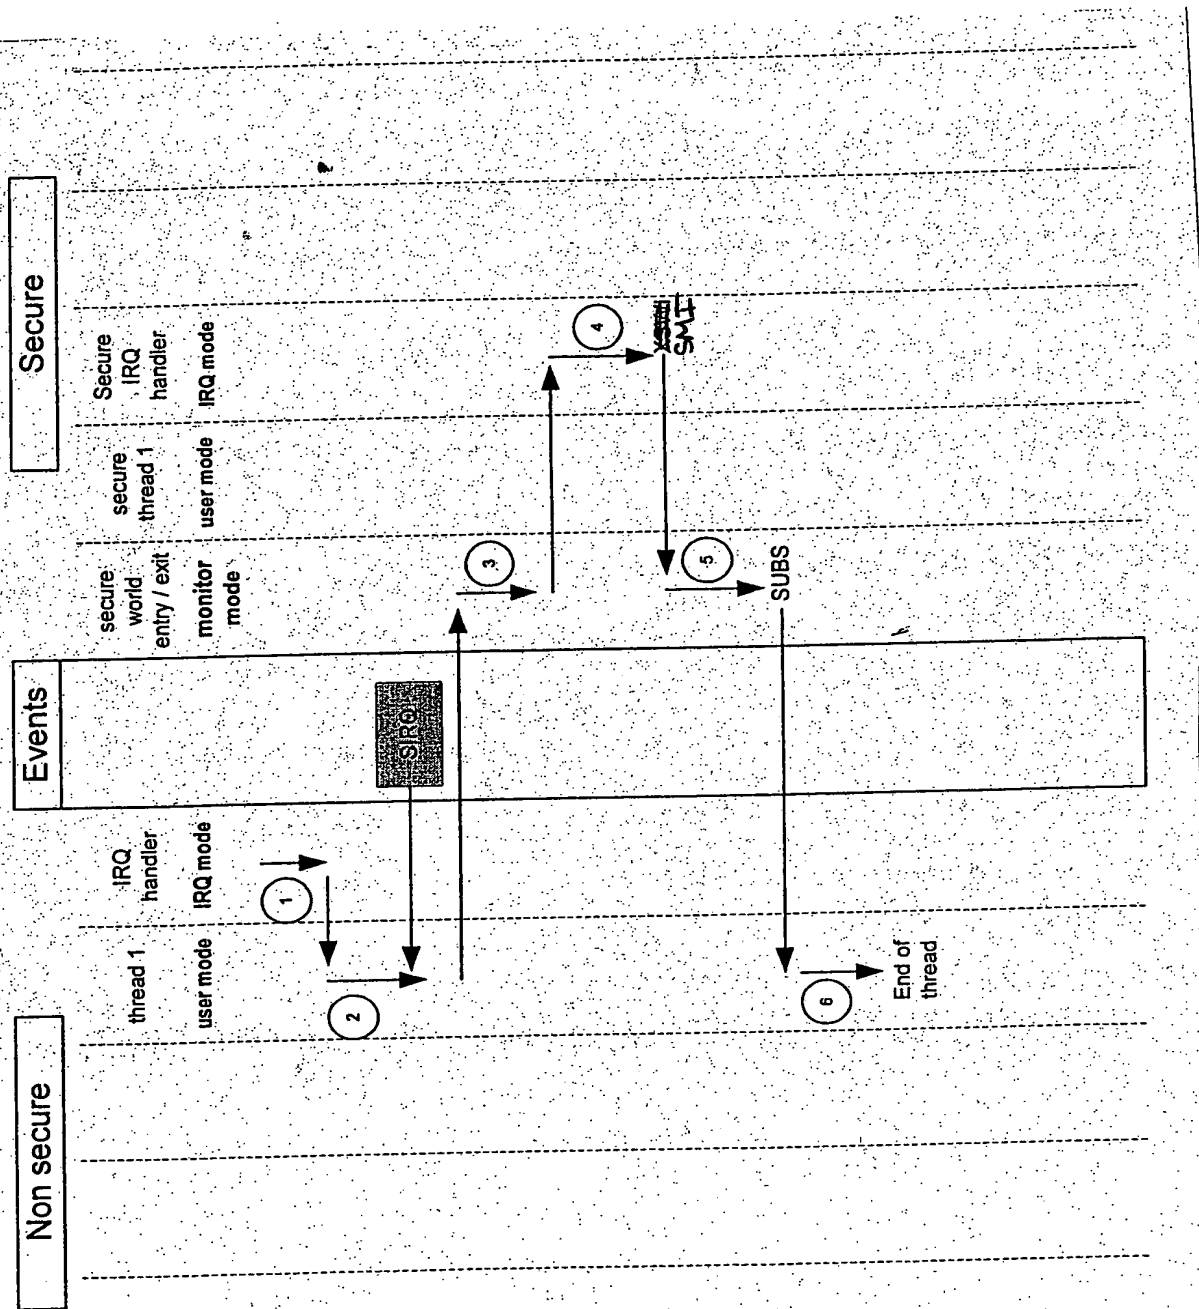 Non secure
Events
Secure
thread 1
user mode
IRQ
handler
IRQ mode
secure
world
entry / exit
monitor
mode
secure
thread 1
user mode
Secure
IRQ
handler
IRQ mode
1
2
SIRQ
3
4
SMI
5
SUBS
6
End of
thread